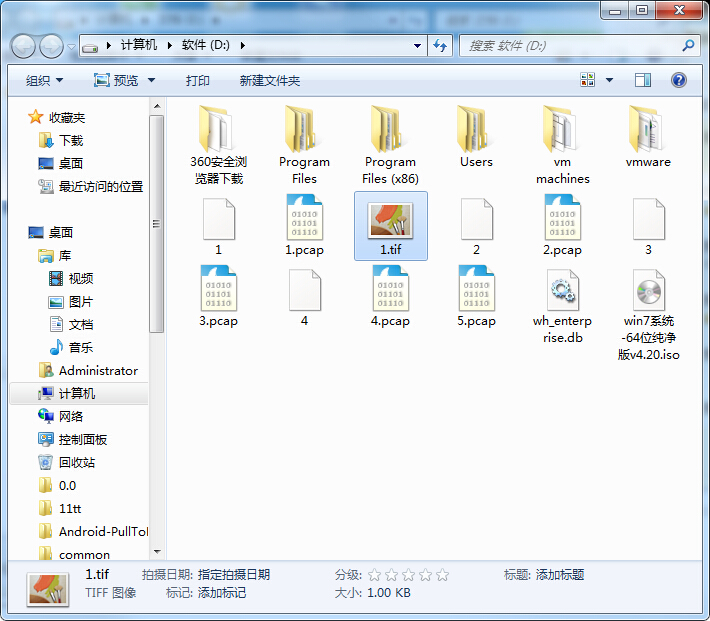 计算机 ▸ 软件 (D:) ▸
搜索 软件 (D:)
组织 预览 打印 新建文件夹
收藏夹
下载
桌面
最近访问的位置
桌面
库
视频
图片
文档
音乐
Administrator
计算机
网络
控制面板
回收站
0.0
11tt
Android-PullTo
common
360安全浏
览器下载
Program
Files
Program
Files (x86)
Users
vm
machines
vmware
1
1.pcap
1.tif
2
2.pcap
3
3.pcap
4
4.pcap
5.pcap
wh_enterp
rise.db
win7系统
-64位纯净
版v4.20.iso
1.tif 拍摄日期: 指定拍摄日期 分级: 标题: 添加标题
TIFF 图像 标记: 添加标记 大小: 1.00 KB